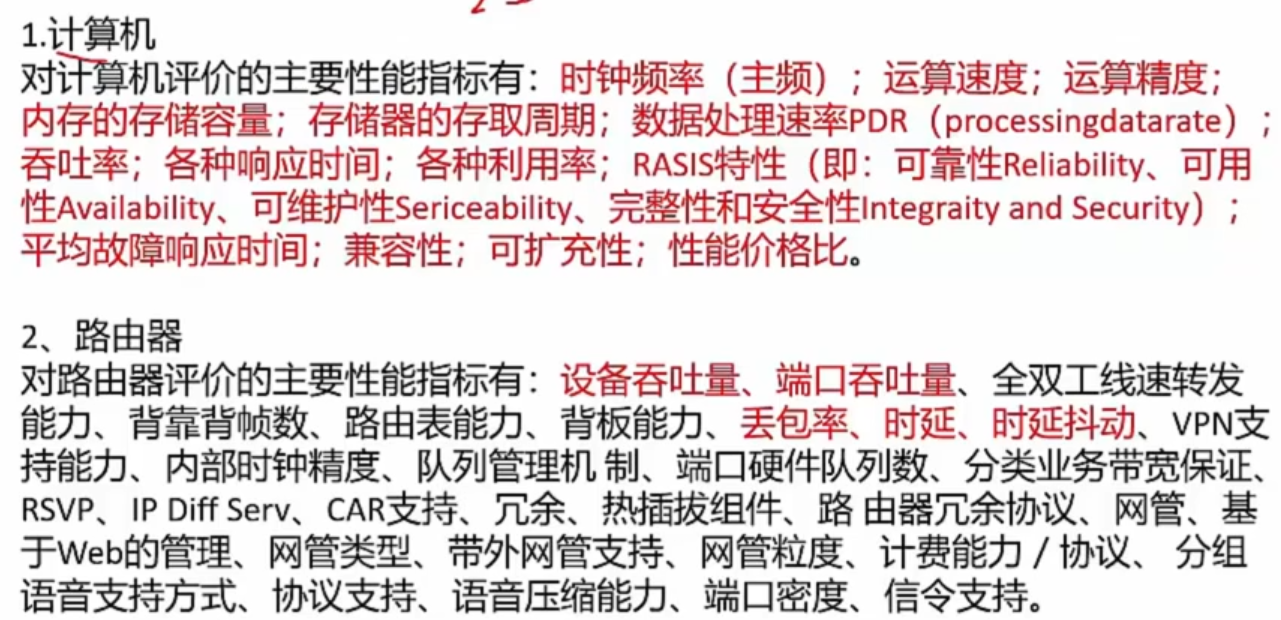 1.计算机
对计算机评价的主要性能指标有：时钟频率（主频）；运算速度；运算精度；
内存的存储容量；存储器的存取周期；数据处理速率PDR（processingdatarate）；
吞吐率；各种响应时间；各种利用率；RASIS特性（即：可靠性Reliability、可用
性Availability、可维护性Sericeability、完整性和安全性Integraity and Security）；
平均故障响应时间；兼容性；可扩充性；性能价格比。
2、路由器
对路由器评价的主要性能指标有：设备吞吐量、端口吞吐量、全双工线速转发
能力、背靠背帧数、路由表能力、背板能力、丢包率、时延、时延抖动、VPN支
持能力、内部时钟精度、队列管理机 制、端口硬件队列数、分类业务带宽保证、
RSVP、IP Diff Serv、CAR支持、冗余、热插拔组件、路 由器冗余协议、网管、基
于Web的管理、网管类型、带外网管支持、网管粒度、计费能力 / 协议、 分组
语音支持方式、协议支持、语音压缩能力、端口密度、信令支持。